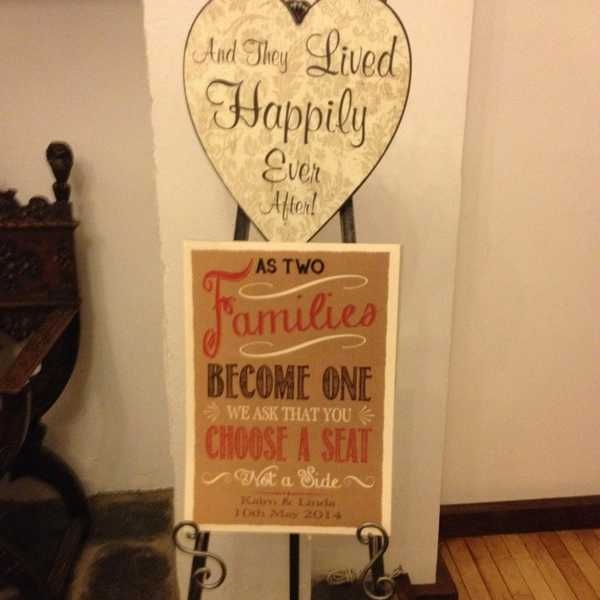 And They Lived
Happily
Ever
After!
AS TWO
Families
BECOME ONE
WE ASK THAT YOU
CHOOSE A SEAT
Not a Side
& Linda
10th May 2014